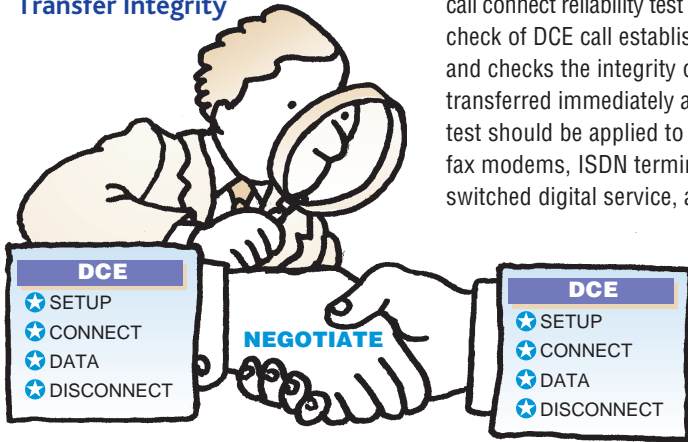 Transfer Integrity
call connect reliability test
check of DCE call establis
and checks the integrity o
transferred immediately a
test should be applied to
fax modems, ISDN termin
switched digital service, a
DCE
SETUP
CONNECT
DATA
DISCONNECT
NEGOTIATE
DCE
SETUP
CONNECT
DATA
DISCONNECT